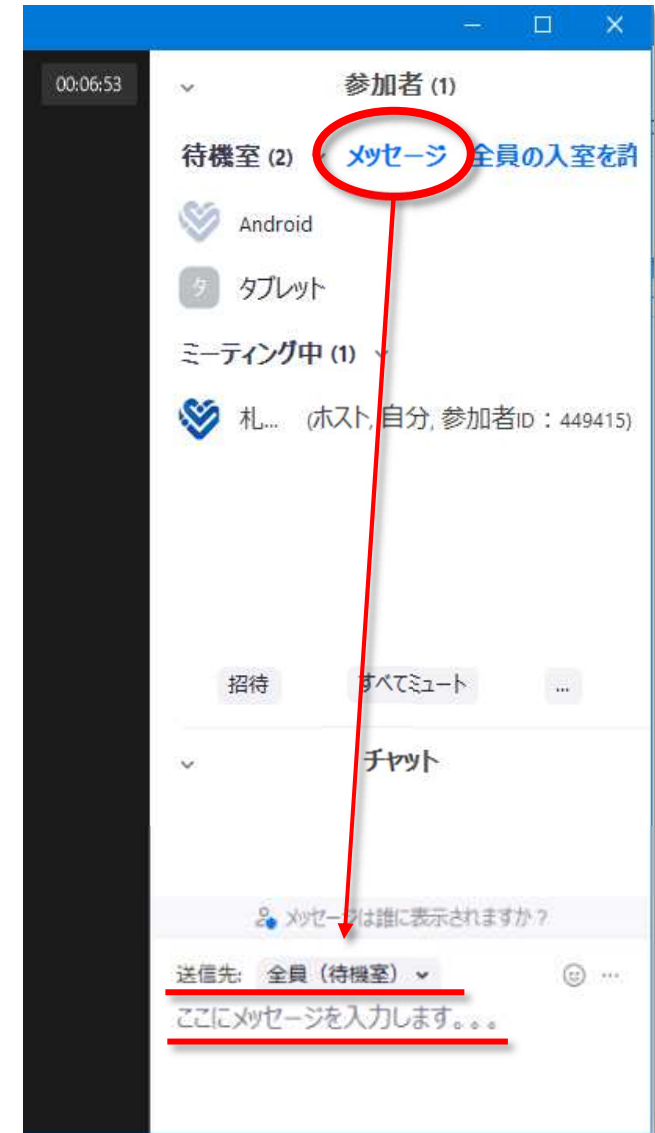 00:06:53
参加者 (1)
待機室 (2) メッセージ 全員の入室を許
Android
タ タブレット
ミーティング中 (1)
札... (ホスト, 自分, 参加者ID：449415)
招待 すべてミュート ...
チャット
メッセージは誰に表示されますか？
送信先: 全員（待機室） ...
ここにメッセージを入力します。。。